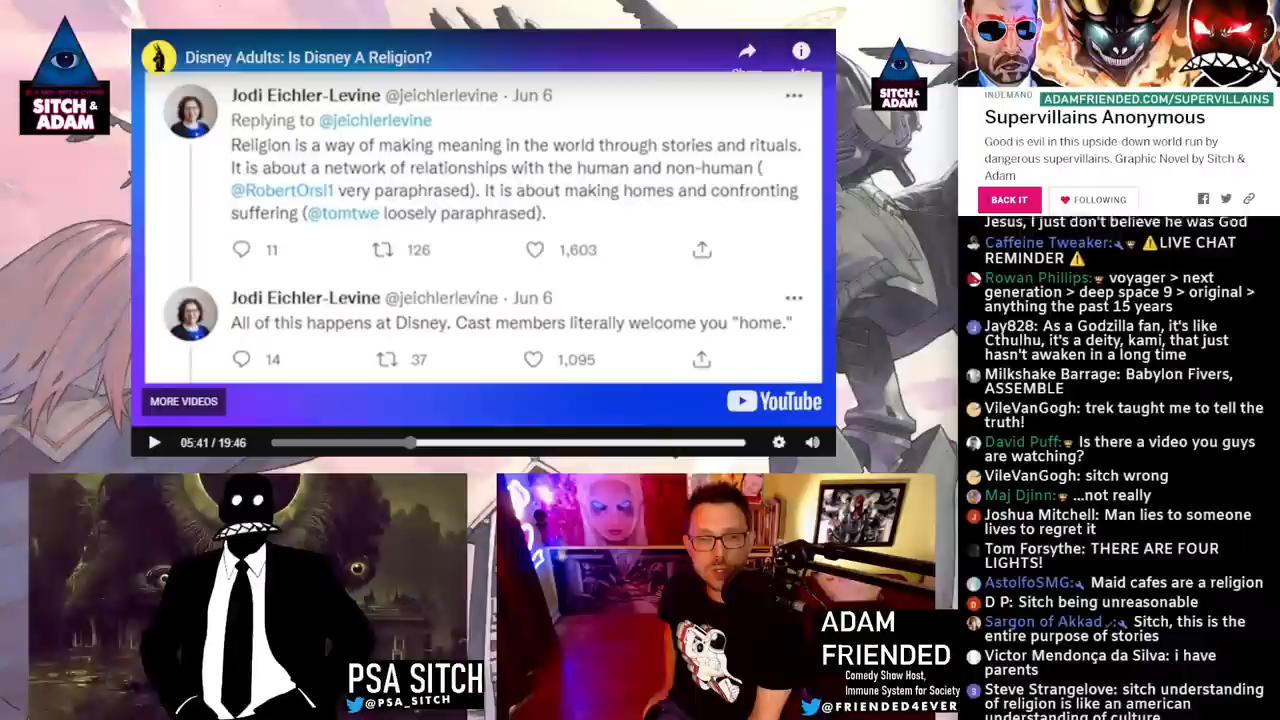 Disney Adults: Is Disney A Religion?
Jodi Eichler-Levine @jeichlerlevine · Jun 6
Replying to @jeichlerlevine
Religion is a way of making meaning in the world through stories and rituals.
It is about a network of relationships with the human and non-human (
@RobertOrsI1 very paraphrased). It is about making homes and confronting
suffering (@tomtwe loosely paraphrased).
11 126 1,603
Jodi Eichler-Levine @jeichlerlevine · Jun 6
All of this happens at Disney. Cast members literally welcome you "home."
14 37 1,095
MORE VIDEOS
YouTube
05:41 / 19:46
SITCH &
ADAM
SITCH &
ADAM
PSA SITCH
@PSA_SITCH
ADAM
FRIENDED
Comedy Show Host,
Immune System for Society
@FRIENDED4EVER
INDEMAND
ADAMFRIENDED.COM/SUPERVILLAINS
Supervillains Anonymous
Good is evil in this upside-down world run by
dangerous supervillains. Graphic Novel by Sitch &
Adam
BACK IT
FOLLOWING
Jesus, I just don't believe he was God
Caffeine Tweaker: LIVE CHAT
REMINDER
Rowan Phillips: voyager > next
generation > deep space 9 > original >
anything the past 15 years
Jay828: As a Godzilla fan, it's like
Cthulhu, it's a deity, kami, that just
hasn't awaken in a long time
Milkshake Barrage: Babylon Fivers,
ASSEMBLE
VileVanGogh: trek taught me to tell the
truth!
David Puff: Is there a video you guys
are watching?
VileVanGogh: sitch wrong
Maj Djinn: ...not really
Joshua Mitchell: Man lies to someone
lives to regret it
Tom Forsythe: THERE ARE FOUR
LIGHTS!
AstolfoSMG: Maid cafes are a religion
D P: Sitch being unreasonable
Sargon of Akkad: Sitch, this is the
entire purpose of stories
Victor Mendonça da Silva: i have
parents
Steve Strangelove: sitch understanding
of religion is like an american
understanding of culture